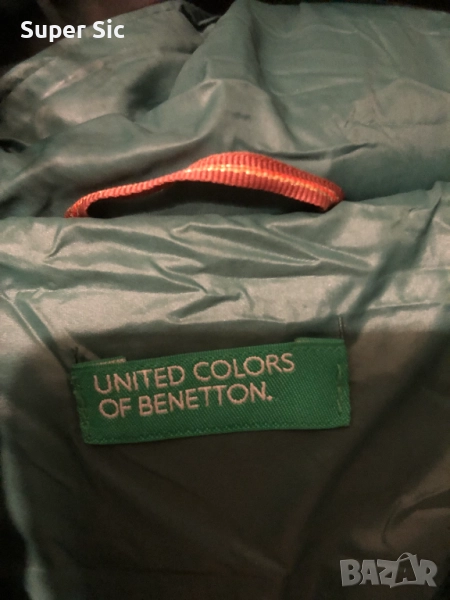 Super Sic
UNITED COLORS
OF BENETTON.
BAZAR